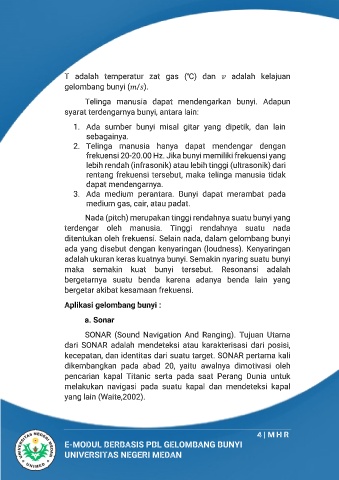 T adalah temperatur zat gas (°C) dan v adalah kelajuan
gelombang bunyi (m/s).
Telinga manusia dapat mendengarkan bunyi. Adapun
syarat terdengarnya bunyi, antara lain:
1. Ada sumber bunyi misal gitar yang dipetik, dan lain
sebagainya.
2. Telinga manusia hanya dapat mendengar dengan
frekuensi 20-20.00 Hz. Jika bunyi memiliki frekuensi yang
lebih rendah (infrasonik) atau lebih tinggi (ultrasonik) dari
rentang frekuensi tersebut, maka telinga manusia tidak
dapat mendengarnya.
3. Ada medium perantara. Bunyi dapat merambat pada
medium gas, cair, atau padat.
Nada (pitch) merupakan tinggi rendahnya suatu bunyi yang
terdengar oleh manusia. Tinggi rendahnya suatu nada
ditentukan oleh frekuensi. Selain nada, dalam gelombang bunyi
ada yang disebut dengan kenyaringan (loudness). Kenyaringan
adalah ukuran keras kuatnya bunyi. Semakin nyaring suatu bunyi
maka semakin kuat bunyi tersebut. Resonansi adalah
bergetarnya suatu benda karena adanya benda lain yang
bergetar akibat kesamaan frekuensi.
Aplikasi gelombang bunyi :
a. Sonar
SONAR (Sound Navigation And Ranging). Tujuan Utama
dari SONAR adalah mendeteksi atau karakterisasi dari posisi,
kecepatan, dan identitas dari suatu target. SONAR pertama kali
dikembangkan pada abad 20, yaitu awalnya dimotivasi oleh
pencarian kapal Titanic serta pada saat Perang Dunia untuk
melakukan navigasi pada suatu kapal dan mendeteksi kapal
yang lain (Waite,2002).
4 | M H R
E-MODUL BERBASIS PBL GELOMBANG BUNYI
UNIVERSITAS NEGERI MEDAN
UNIVERSITAS NEGERI MEDAN
UNIMED